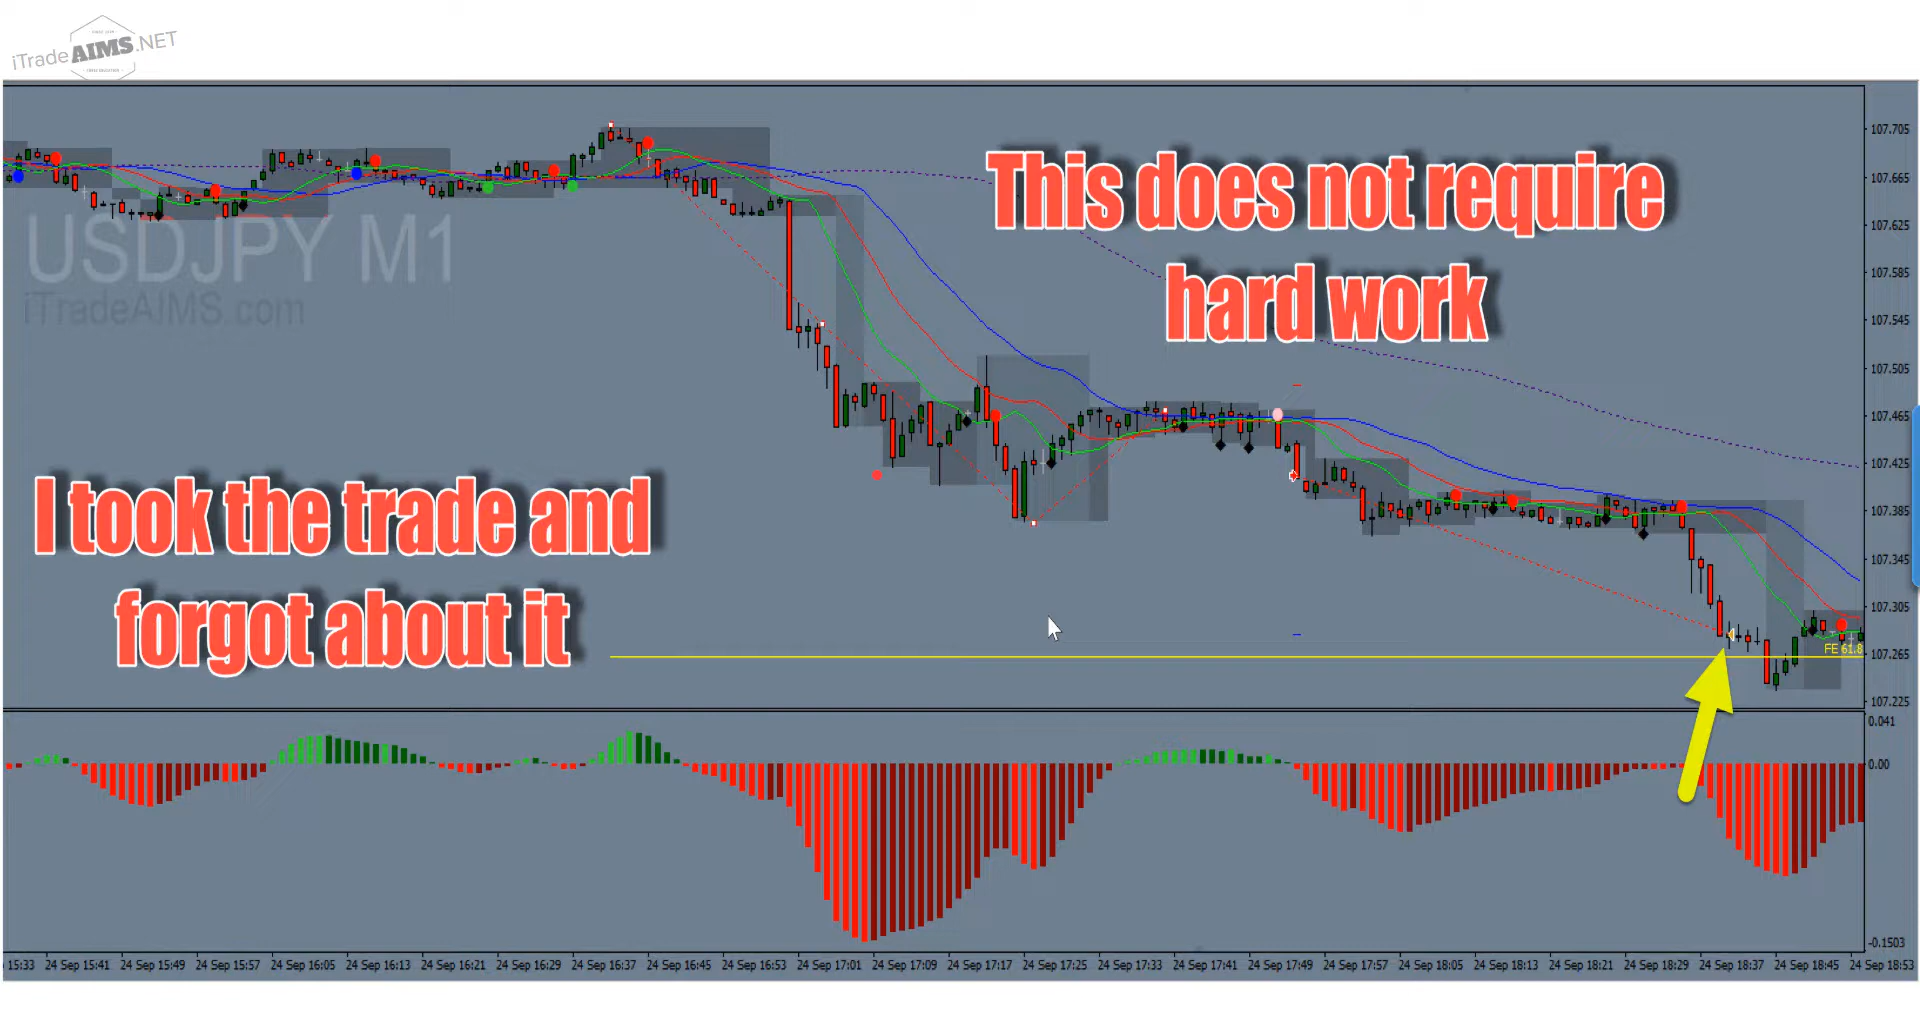 iTradeAIMS.NET
This does not require
hard work
USDJPY M1
iTradeAIMS.com
I took the trade and
forgot about it
FE 61.8
107.705
107.665
107.625
107.585
107.545
107.505
107.465
107.425
107.385
107.345
107.305
107.265
107.225
0.041
0.00
-0.1503
15:33 24 Sep 15:41 24 Sep 15:49 24 Sep 15:57 24 Sep 16:05 24 Sep 16:13 24 Sep 16:21 24 Sep 16:29 24 Sep 16:37 24 Sep 16:45 24 Sep 16:53 24 Sep 17:01 24 Sep 17:09 24 Sep 17:17 24 Sep 17:25 24 Sep 17:33 24 Sep 17:41 24 Sep 17:49 24 Sep 17:57 24 Sep 18:05 24 Sep 18:13 24 Sep 18:21 24 Sep 18:29 24 Sep 18:37 24 Sep 18:45 24 Sep 18:53